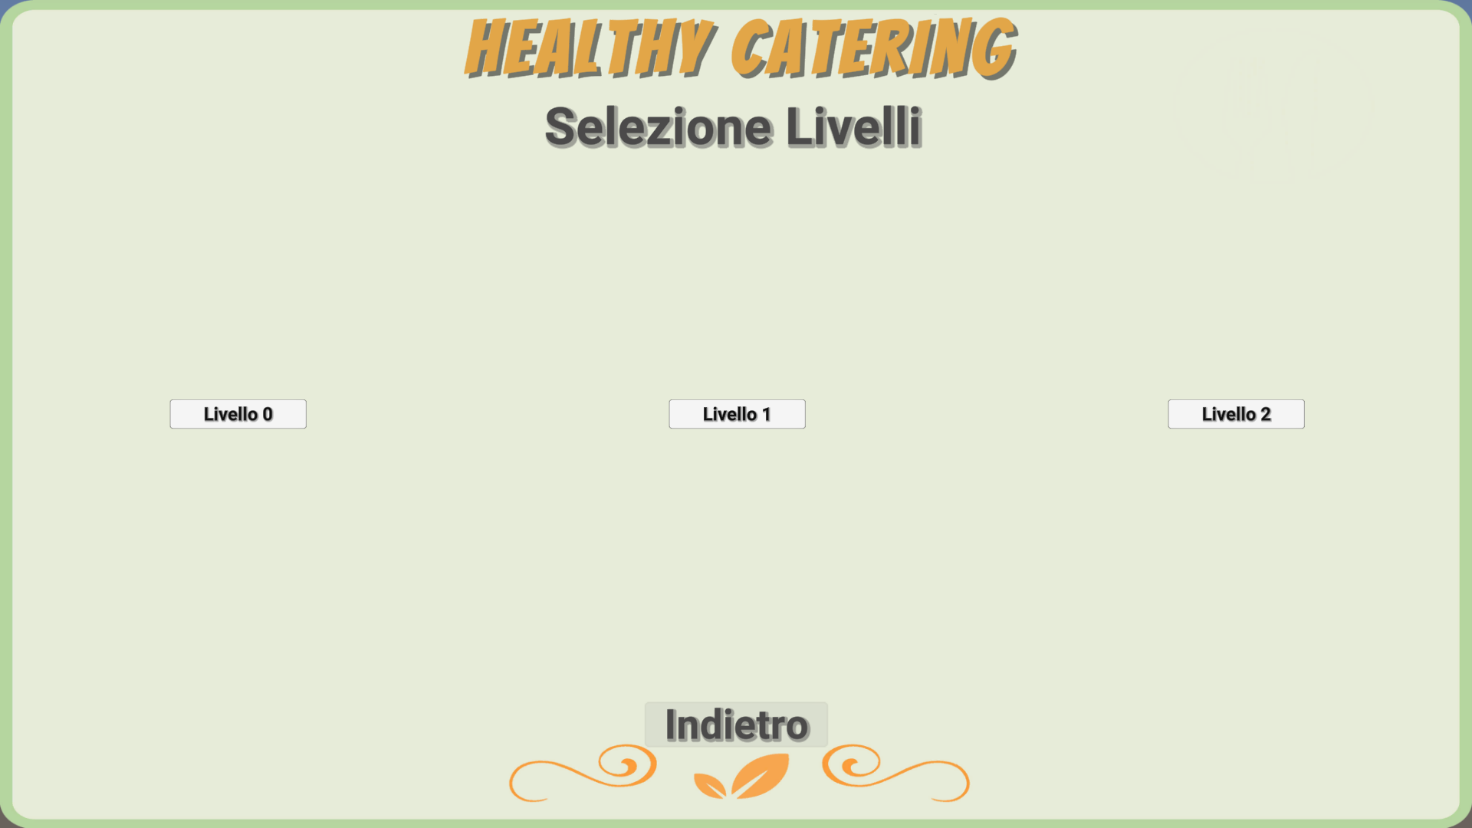 HEALTHY CATERING
Selezione Livelli
Livello 0
Livello 1
Livello 2
Indietro